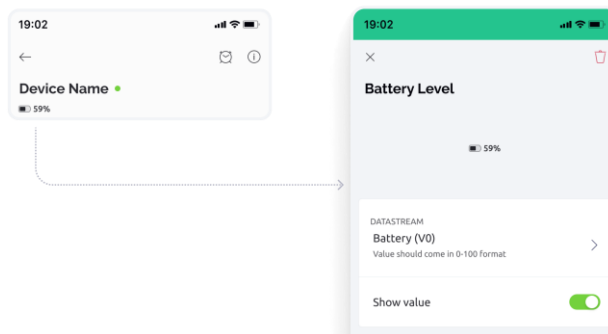 19:02
Device Name
59%
19:02
Battery Level
59%
DATASTREAM
Battery (V0)
Value should come in 0-100 format
Show value